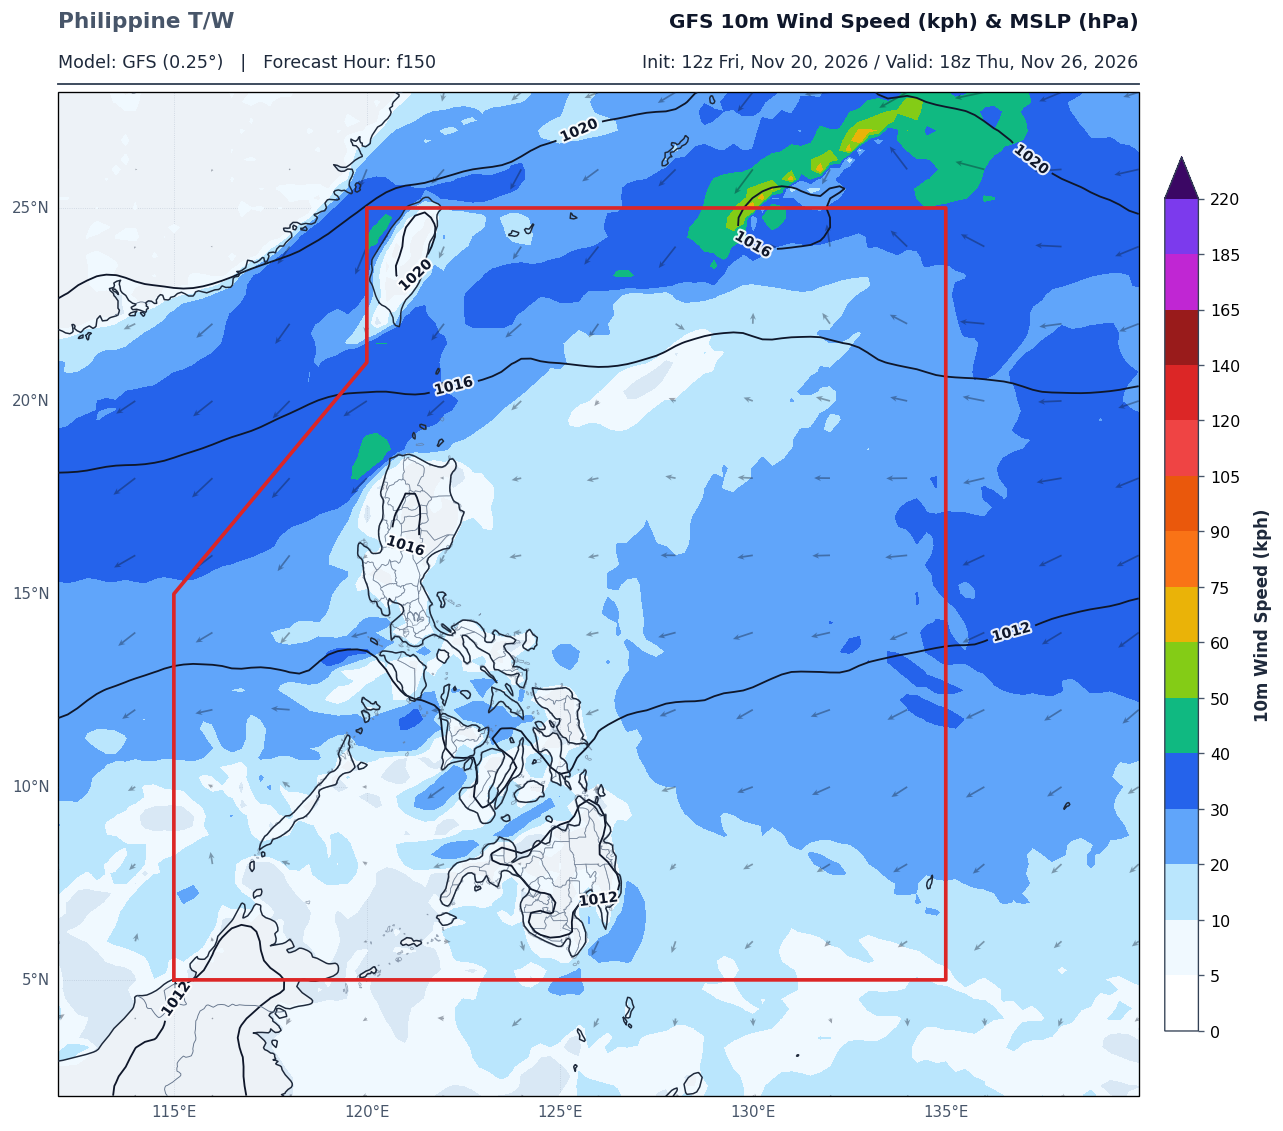 Philippine T/W
GFS 10m Wind Speed (kph) & MSLP (hPa)
Model: GFS (0.25°) | Forecast Hour: f150
Init: 12z Fri, Nov 20, 2026 / Valid: 18z Thu, Nov 26, 2026
1020
1020
1016
1020
1016
1016
1012
1012
1012
25°N
20°N
15°N
10°N
5°N
115°E
120°E
125°E
130°E
135°E
220
185
165
140
120
105
90
75
60
50
40
30
20
10
5
0
10m Wind Speed (kph)